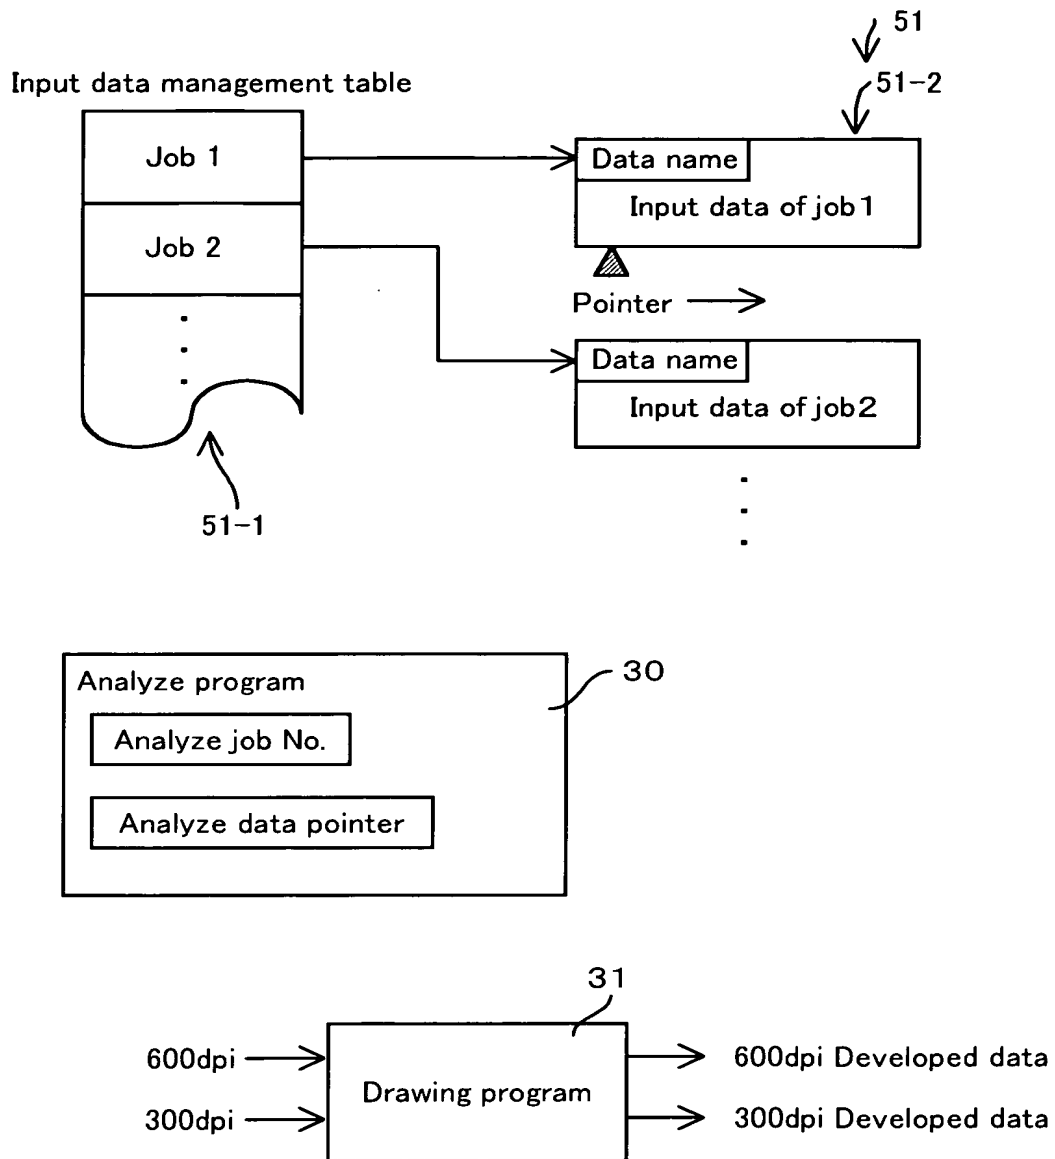 51
51-2
Input data management table
Job 1
Data name
Input data of job1
Job 2
Pointer
Data name
Input data of job2
51-1
30
Analyze program
Analyze job No.
Analyze data pointer
31
600dpi
600dpi Developed data
Drawing program
300dpi
300dpi Developed data